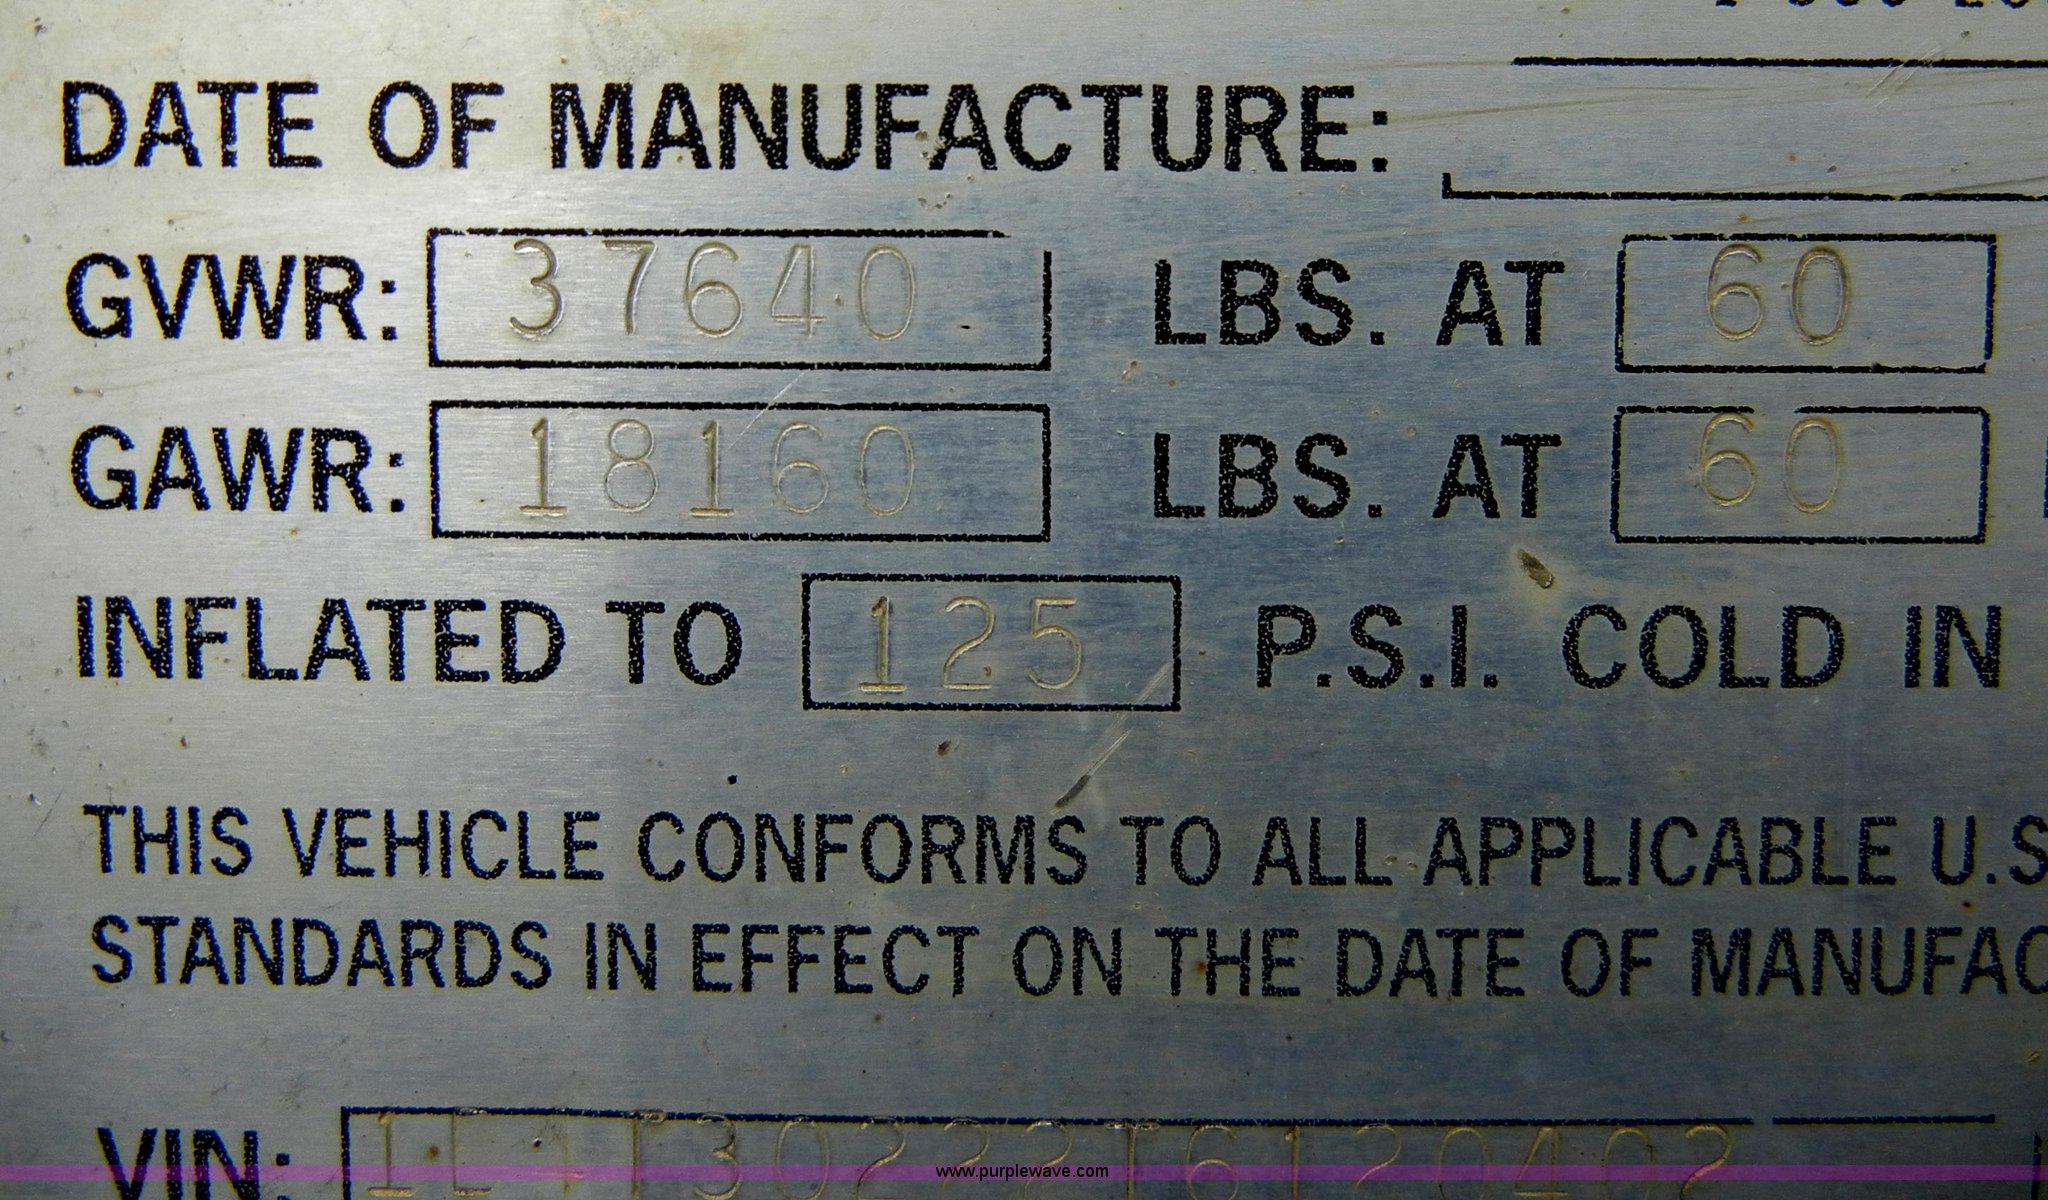 DATE OF MANUFACTURE:
GVWR: 37640 LBS. AT 60
GAWR: 18160 LBS. AT 60
INFLATED TO 125 P.S.I. COLD IN
THIS VEHICLE CONFORMS TO ALL APPLICABLE U.S
STANDARDS IN EFFECT ON THE DATE OF MANUFAC
VIN:
www.purplewave.com